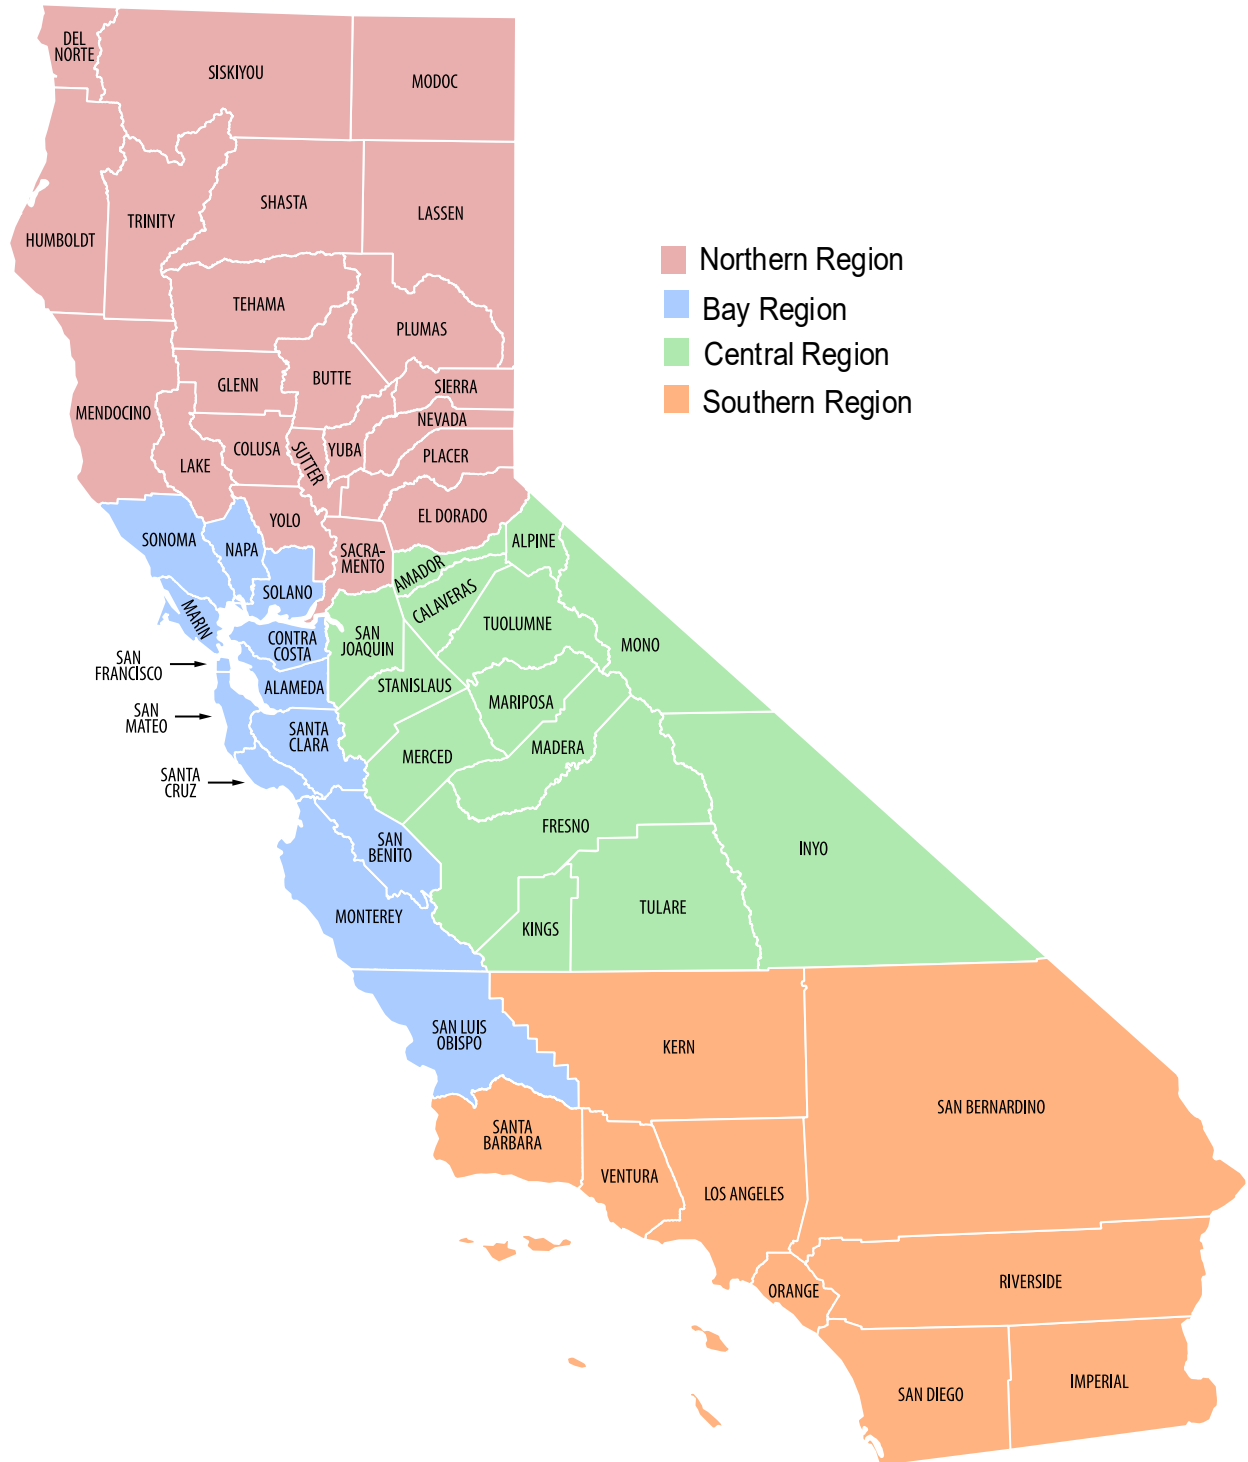 DEL
NORTE
SISKIYOU
MODOC
SHASTA
LASSEN
TRINITY
HUMBOLDT
Northern Region
Bay Region
Central Region
Southern Region
TEHAMA
PLUMAS
BUTTE
GLENN
SIERRA
MENDOCINO
NEVADA
COLUSA
SUTTER
YUBA
PLACER
LAKE
EL DORADO
YOLO
SONOMA
NAPA
SACRA-
MENTO
ALPINE
AMADOR
SOLANO
CALAVERAS
MARIN
TUOLUMNE
CONTRA
COSTA
SAN
JOAQUIN
MONO
SAN
FRANCISCO
ALAMEDA
STANISLAUS
MARIPOSA
SAN
MATEO
SANTA
CLARA
MERCED
MADERA
SANTA
CRUZ
FRESNO
SAN
BENITO
INYO
MONTEREY
KINGS
TULARE
SAN LUIS
OBISPO
KERN
SAN BERNARDINO
SANTA
BARBARA
VENTURA
LOS ANGELES
ORANGE
RIVERSIDE
SAN DIEGO
IMPERIAL